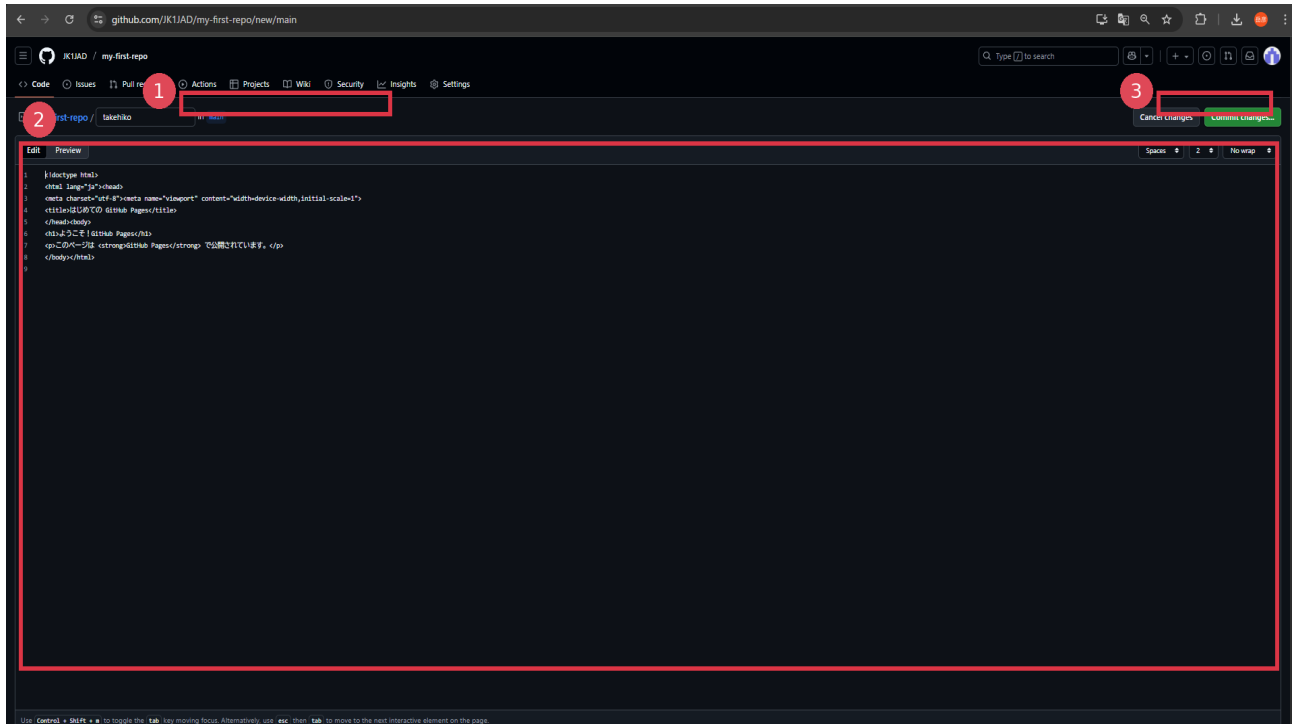 github.com/JK1JAD/my-first-repo/new/main
JK1JAD / my-first-repo
Type / to search
Code Issues Pull Actions Projects Wiki Security Insights Settings
1
3
2
/ takehiko in main
Cancel changes Commit changes...
Edit Preview
Spaces 2 No wrap
1 <!doctype html>
2 <html lang="ja"><head>
3 <meta charset="utf-8"><meta name="viewport" content="width=device-width,initial-scale=1">
4 <title>はじめての GitHub Pages</title>
5 </head><body>
6 <h1>ようこそ！GitHub Pages</h1>
7 <p>このページは <strong>GitHub Pages</strong> で公開されています。</p>
8 </body></html>
9
Use Control + Shift + m to toggle the tab key moving focus. Alternatively, use esc then tab to move to the next interactive element on the page.